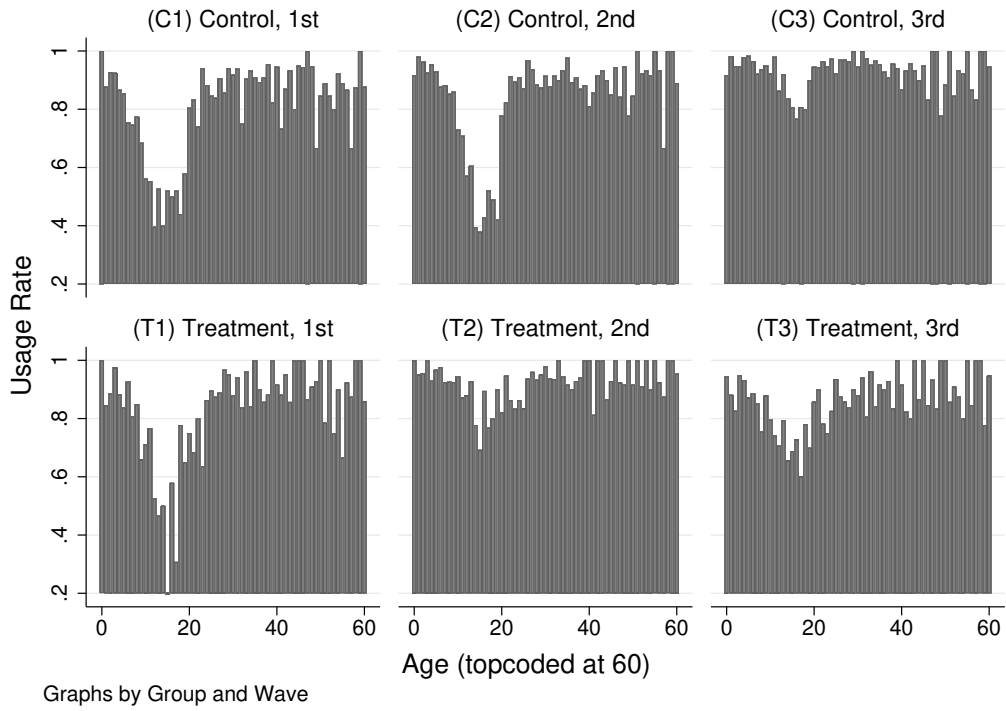 (C1) Control, 1st
(C2) Control, 2nd
(C3) Control, 3rd
1
.8
.6
.4
.2
(T1) Treatment, 1st
(T2) Treatment, 2nd
(T3) Treatment, 3rd
1
.8
.6
.4
.2
0 20 40 60
0 20 40 60
0 20 40 60
Usage Rate
Age (topcoded at 60)
Graphs by Group and Wave